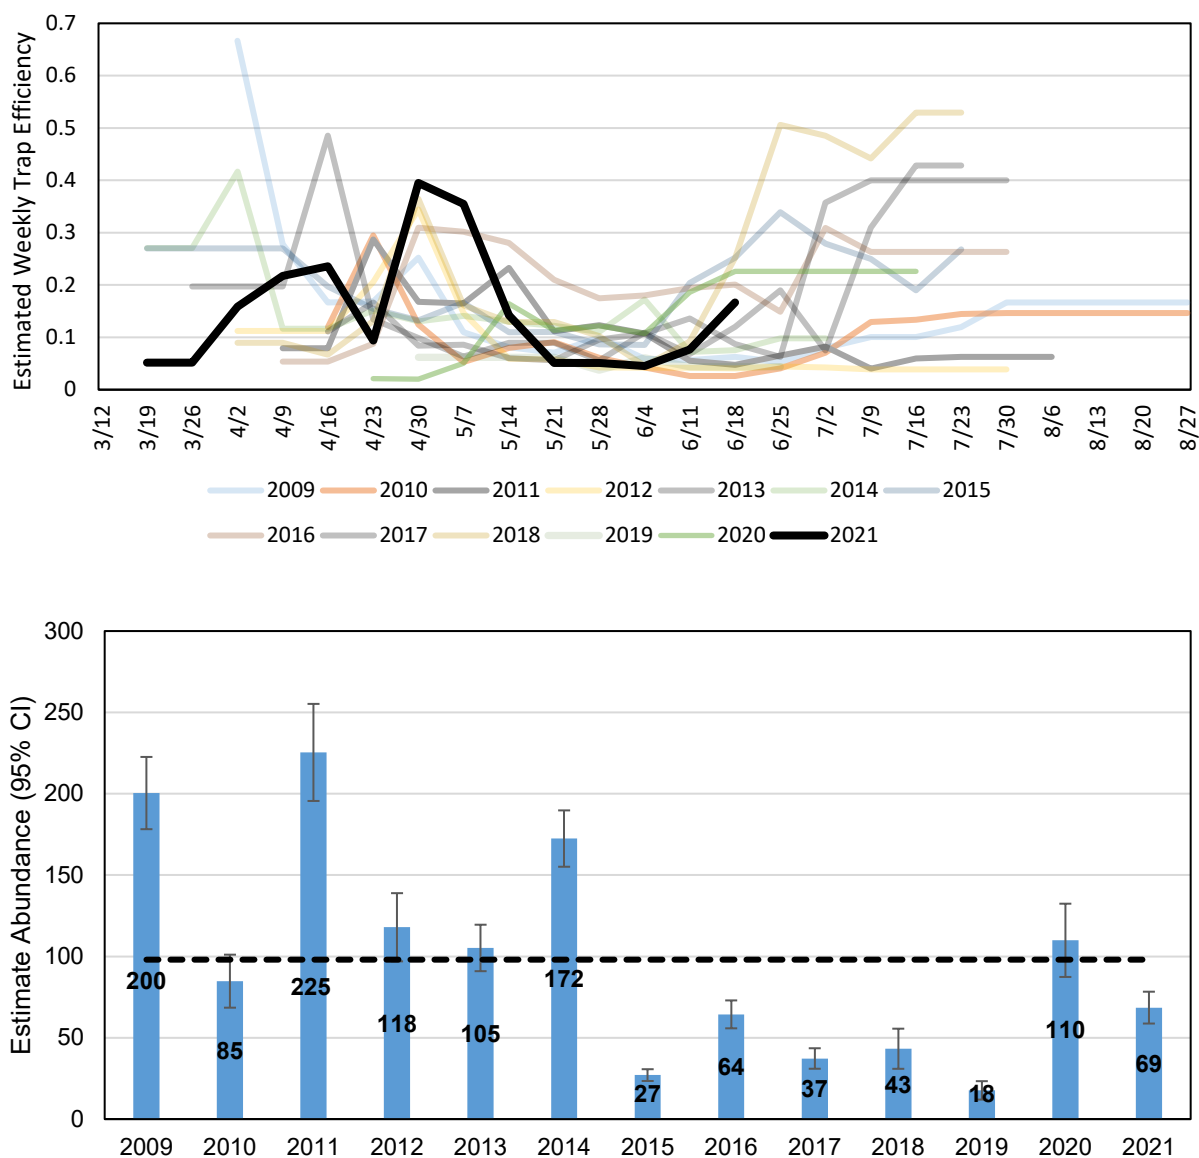 Estimated Weekly Trap Efficiency
0.7
0.6
0.5
0.4
0.3
0.2
0.1
0
3/12 3/19 3/26 4/2 4/9 4/16 4/23 4/30 5/7 5/14 5/21 5/28 6/4 6/11 6/18 6/25 7/2 7/9 7/16 7/23 7/30 8/6 8/13 8/20 8/27
2009 2010 2011 2012 2013 2014 2015
2016 2017 2018 2019 2020 2021
Estimate Abundance (95% CI)
300
250
200
150
100
50
0
200 85 225 118 105 172 27 64 37 43 18 110 69
2009 2010 2011 2012 2013 2014 2015 2016 2017 2018 2019 2020 2021